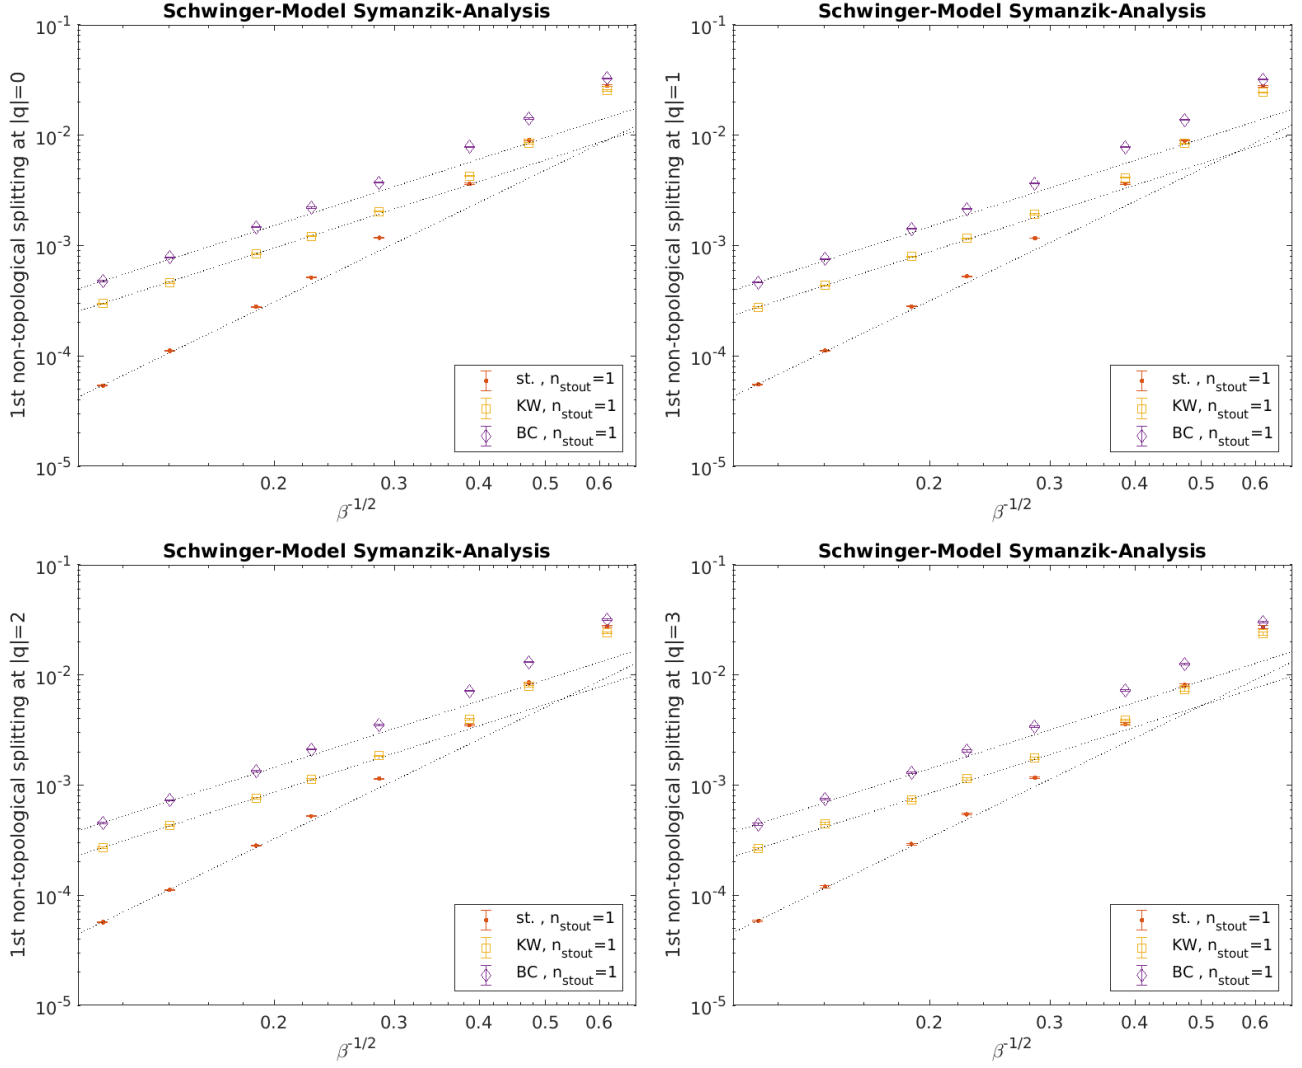 Schwinger-Model Symanzik-Analysis
1st non-topological splitting at |q|=0
10^-1
10^-2
10^-3
10^-4
10^-5
0.2 0.3 0.4 0.5 0.6
β^-1/2
st. , n_stout=1
KW, n_stout=1
BC , n_stout=1
Schwinger-Model Symanzik-Analysis
1st non-topological splitting at |q|=1
10^-1
10^-2
10^-3
10^-4
10^-5
0.2 0.3 0.4 0.5 0.6
β^-1/2
st. , n_stout=1
KW, n_stout=1
BC , n_stout=1
Schwinger-Model Symanzik-Analysis
1st non-topological splitting at |q|=2
10^-1
10^-2
10^-3
10^-4
10^-5
0.2 0.3 0.4 0.5 0.6
β^-1/2
st. , n_stout=1
KW, n_stout=1
BC , n_stout=1
Schwinger-Model Symanzik-Analysis
1st non-topological splitting at |q|=3
10^-1
10^-2
10^-3
10^-4
10^-5
0.2 0.3 0.4 0.5 0.6
β^-1/2
st. , n_stout=1
KW, n_stout=1
BC , n_stout=1